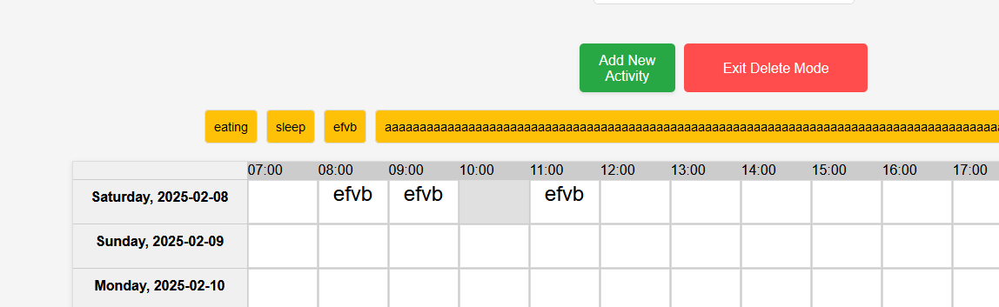 Add New
Activity
Exit Delete Mode
eating sleep efvb
07:00 08:00 09:00 10:00 11:00 12:00 13:00 14:00 15:00 16:00 17:00
Saturday, 2025-02-08 efvb efvb efvb
Sunday, 2025-02-09
Monday, 2025-02-10